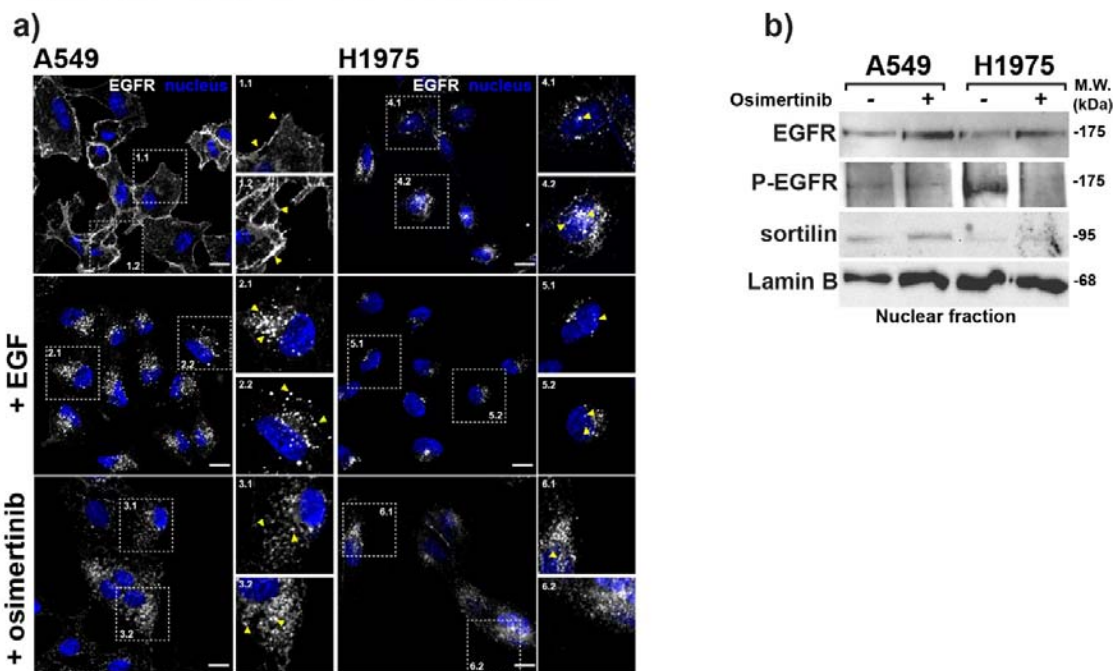 a)
A549
H1975
EGFR nucleus
1.1
1.2
1.1
1.2
EGFR nucleus
4.1
4.2
4.1
4.2
+ EGF
2.1
2.2
2.1
2.2
5.1
5.2
5.1
5.2
+ osimertinib
3.1
3.2
3.1
3.2
6.1
6.2
6.1
6.2
b)
A549 H1975 M.W.
Osimertinib - + - + (kDa)
EGFR -175
P-EGFR -175
sortilin -95
Lamin B -68
Nuclear fraction